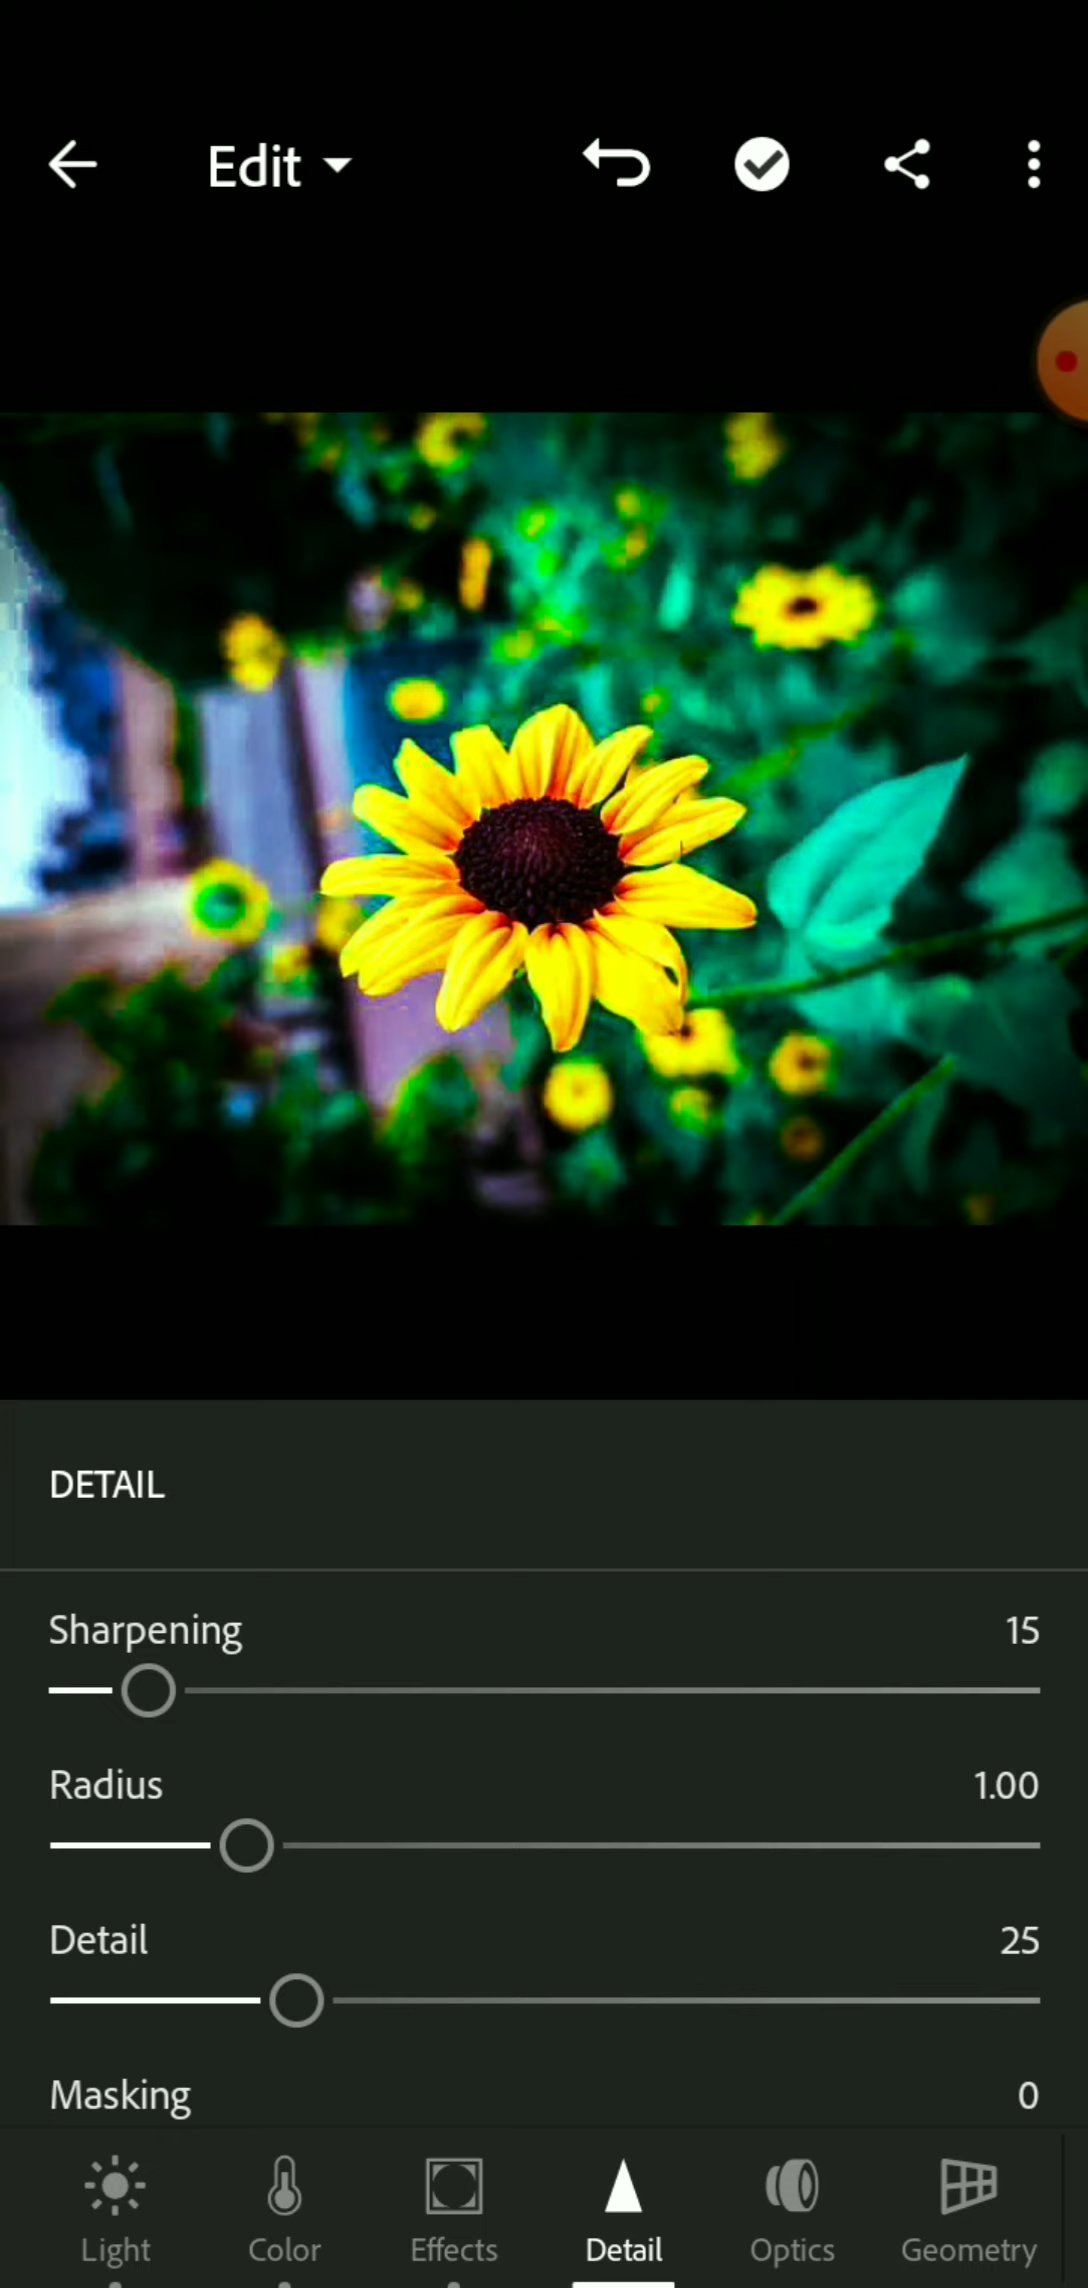 Edit
DETAIL
Sharpening 15
Radius 1.00
Detail 25
Masking 0
Light Color Effects Detail Optics Geometry